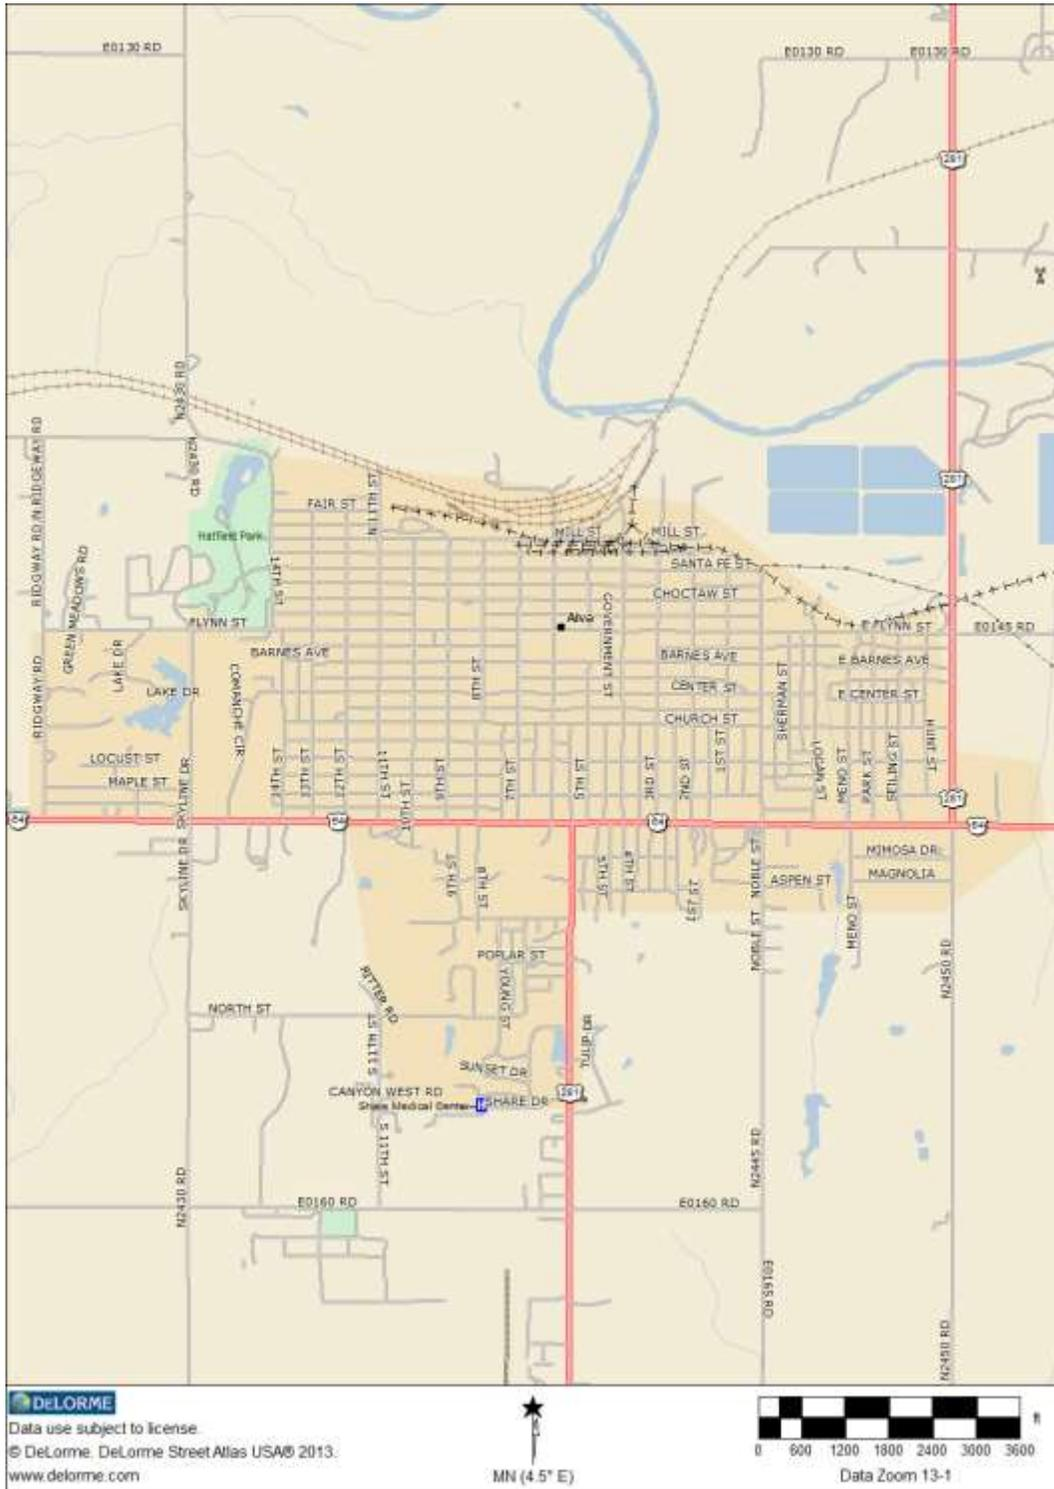 E0130 RD
E0130 RD
E0130 RD
281
N2430 RD
RIDGWAY RD/N RIDGEWAY RD
N2430 RD
281
11TH ST N
FAIR ST
MILL ST
MILL ST
Hatfield Park
SANTA FE ST
14TH ST
GREEN MEADOWS RD
CHOCTAW ST
GOVERNMENT ST
FLYNN ST
Alva
E FLYNN ST
E0145 RD
LAKE DR
BARNES AVE
BARNES AVE
E BARNES AVE
8TH ST
RIDGWAY RD
LAKE DR
COMANCHE CIR
CENTER ST
SHERMAN ST
E CENTER ST
CHURCH ST
HUNT ST
LOCUST ST
MAPLE ST
SKYLINE DR
14TH ST
13TH ST
12TH ST
11TH ST
10TH ST
9TH ST
7TH ST
5TH ST
3RD ST
2ND ST
1ST ST
LOGAN ST
MENO ST
PARK ST
SEILING ST
281
64
64
64
64
SKYLINE DR
9TH ST
8TH ST
5TH ST
4TH ST
1ST ST
NOBLE ST
MIMOSA DR
MAGNOLIA
ASPEN ST
NOBLE ST
MENO ST
POPLAR ST
N2450 RD
RITTER RD
YOUNG ST
NORTH ST
S 11TH ST
TULIP DR
SUNSET DR
CANYON WEST RD
281
Share Medical Center
H
SHARE DR
S 11TH ST
N2445 RD
N2430 RD
E0160 RD
E0160 RD
E0165 RD
N2450 RD
DELORME
Data use subject to license.
© DeLorme. DeLorme Street Atlas USA® 2013.
www.delorme.com
MN (4.5° E)
ft
0 600 1200 1800 2400 3000 3600
Data Zoom 13-1